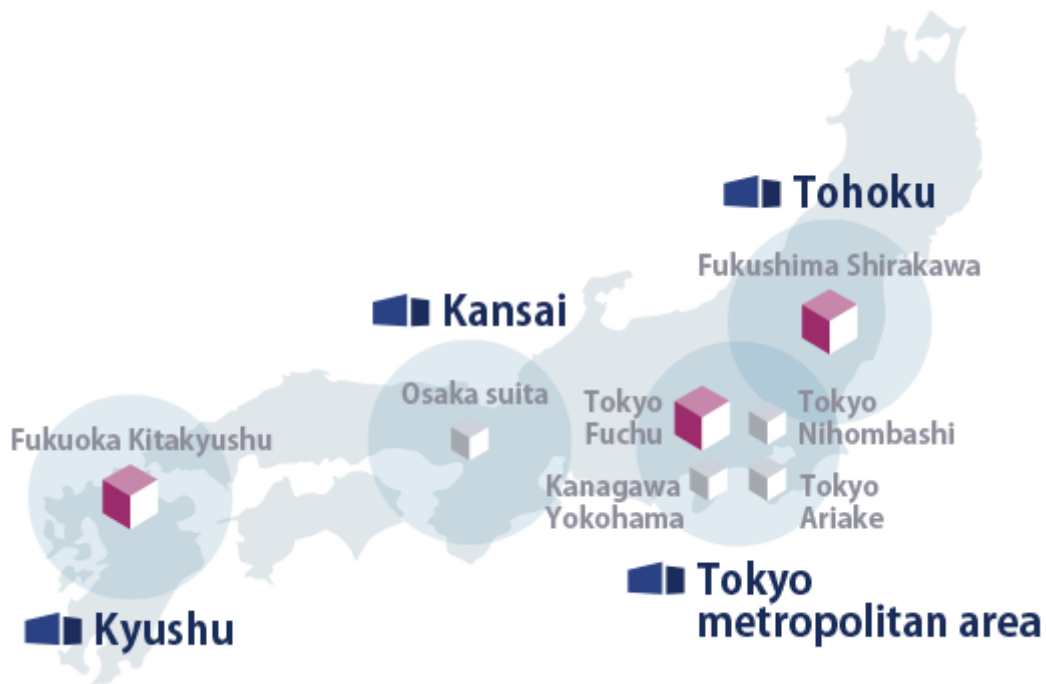 Tohoku
Fukushima Shirakawa
Kansai
Osaka suita
Tokyo
Fuchu
Tokyo
Nihombashi
Fukuoka Kitakyushu
Kanagawa
Yokohama
Tokyo
Ariake
Tokyo
metropolitan area
Kyushu